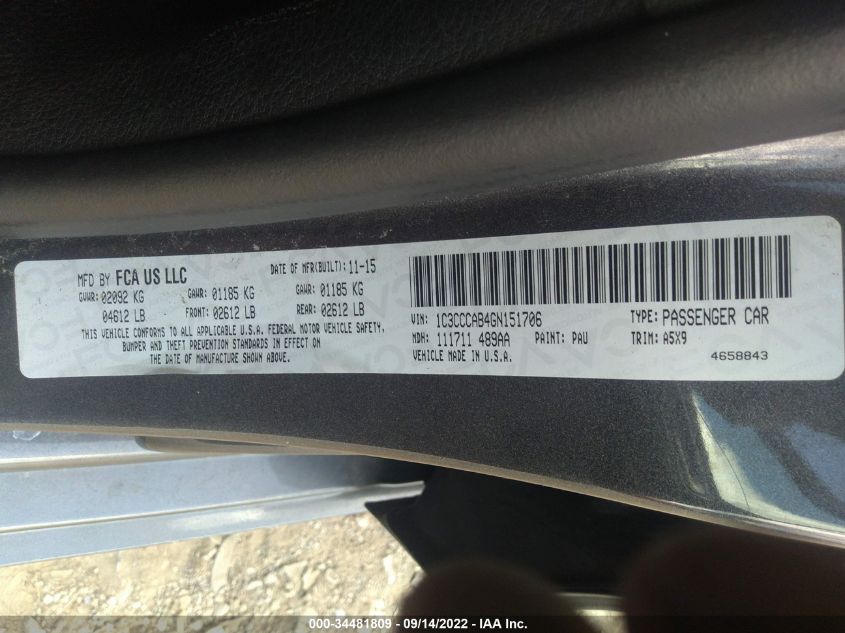 MFD BY FCA US LLC DATE OF MFR(BUILT): 11-15
GVWR: 02092 KG GAWR: 01185 KG GAWR: 01185 KG
04612 LB FRONT: 02612 LB REAR: 02612 LB
THIS VEHICLE CONFORMS TO ALL APPLICABLE U.S.A. FEDERAL MOTOR VEHICLE SAFETY,
BUMPER AND THEFT PREVENTION STANDARDS IN EFFECT ON
THE DATE OF MANUFACTURE SHOWN ABOVE.
VIN: 1C3CCCAB4GN151706 TYPE: PASSENGER CAR
MDH: 111711 489AA PAINT: PAU TRIM: A5X9
VEHICLE MADE IN U.S.A. 4658843
000-34481809 - 09/14/2022 - IAA Inc.